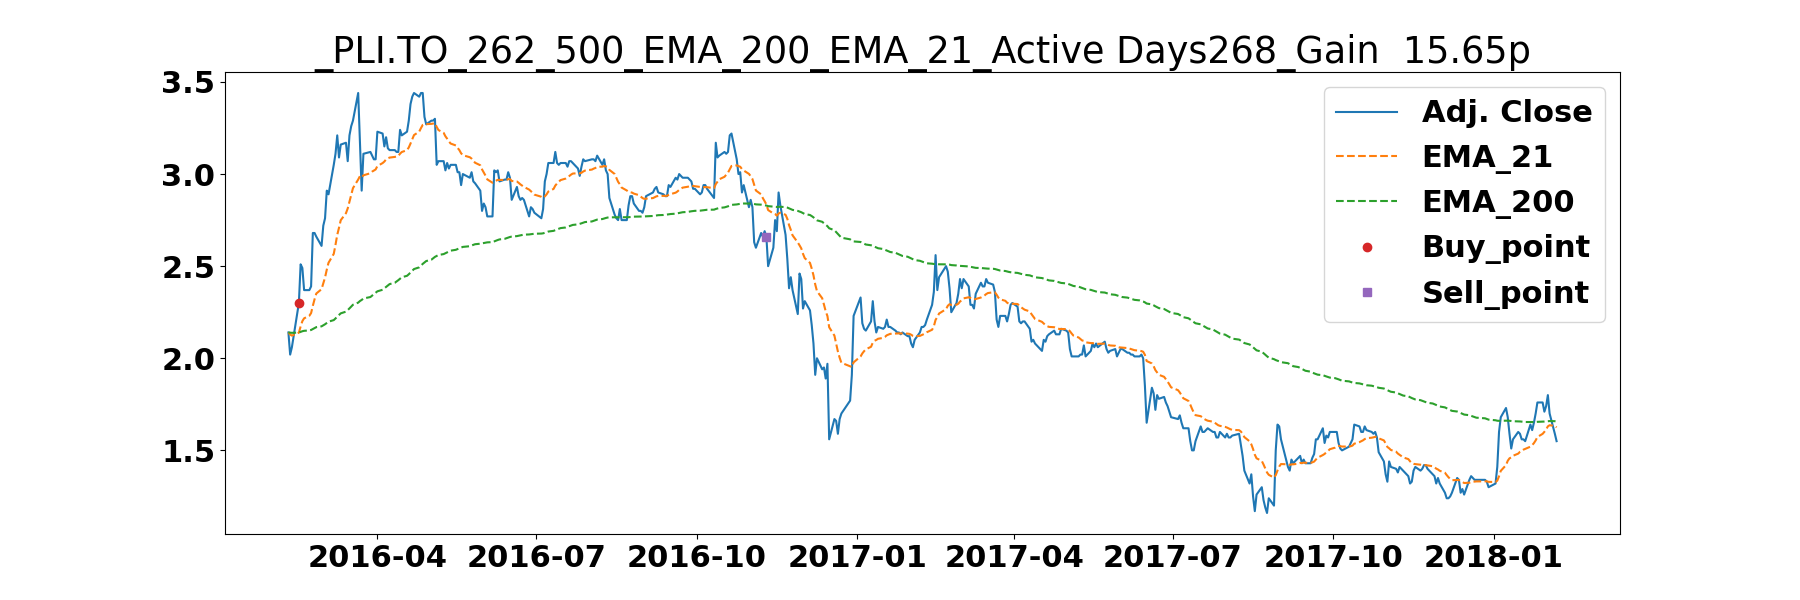 _PLI.TO_262_500_EMA_200_EMA_21_Active Days268_Gain  15.65p
3.5
3.0
2.5
2.0
1.5
Adj. Close
EMA_21
EMA_200
Buy_point
Sell_point
2016-04 2016-07 2016-10 2017-01 2017-04 2017-07 2017-10 2018-01